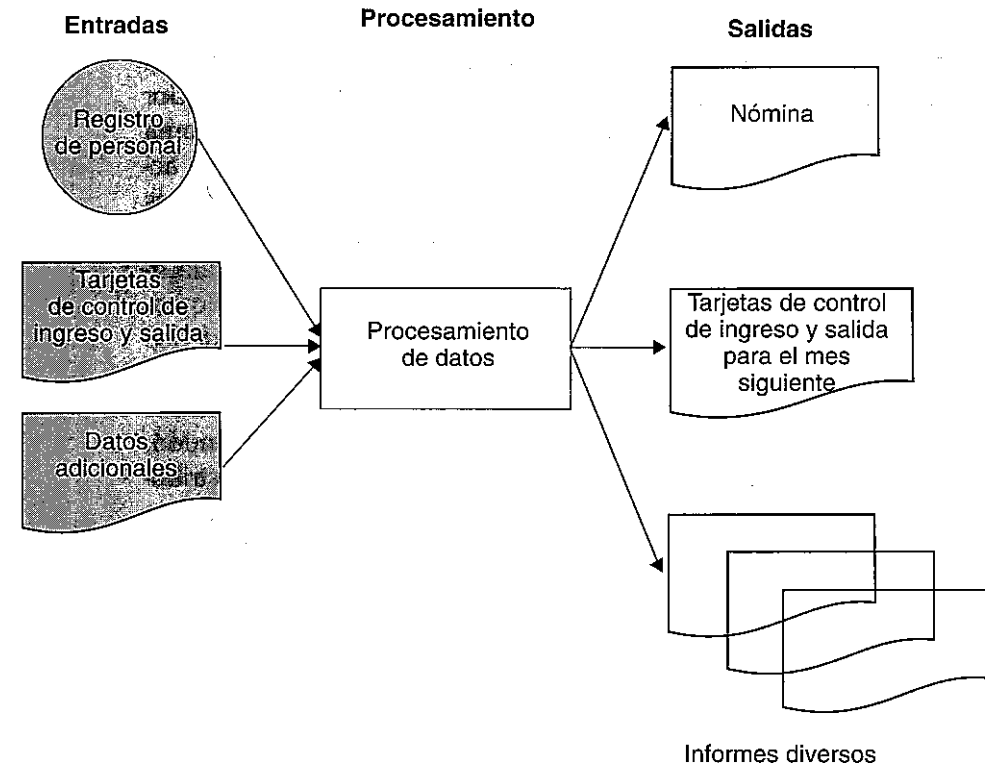 Entradas
Procesamiento
Salidas
Registro
de personal
Tarjetas
de control de
ingreso y salida
Datos
adicionales
Procesamiento
de datos
Nómina
Tarjetas de control
de ingreso y salida
para el mes
siguiente
Informes diversos